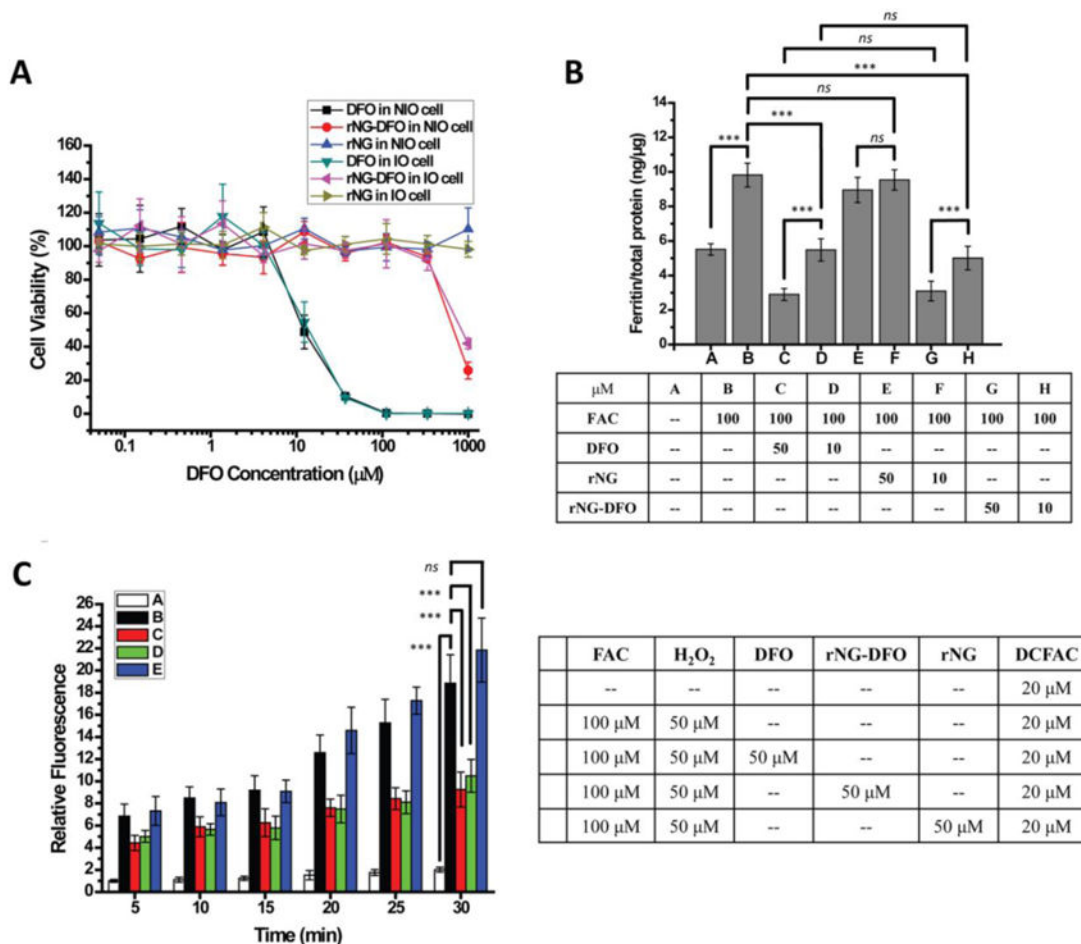 A
DFO in NIO cell
rNG-DFO in NIO cell
rNG in NIO cell
DFO in IO cell
rNG-DFO in IO cell
rNG in IO cell
160
140
120
100
80
60
40
20
0
Cell Viability (%)
0.1 1 10 100 1000
DFO Concentration (μM)
B
ns
ns
***
ns
***
***
ns
***
***
14
12
10
8
6
4
2
0
Ferritin/total protein (ng/μg)
A B C D E F G H
μM A B C D E F G H
FAC -- 100 100 100 100 100 100 100
DFO -- -- 50 10 -- -- -- --
rNG -- -- -- -- 50 10 -- --
rNG-DFO -- -- -- -- -- -- 50 10
C
A
B
C
D
E
ns
***
***
***
26
24
22
20
18
16
14
12
10
8
6
4
2
0
Relative Fluorescence
5 10 15 20 25 30
Time (min)
FAC H₂O₂ DFO rNG-DFO rNG DCFAC
-- -- -- -- -- 20 μM
100 μM 50 μM -- -- -- 20 μM
100 μM 50 μM 50 μM -- -- 20 μM
100 μM 50 μM -- 50 μM -- 20 μM
100 μM 50 μM -- -- 50 μM 20 μM